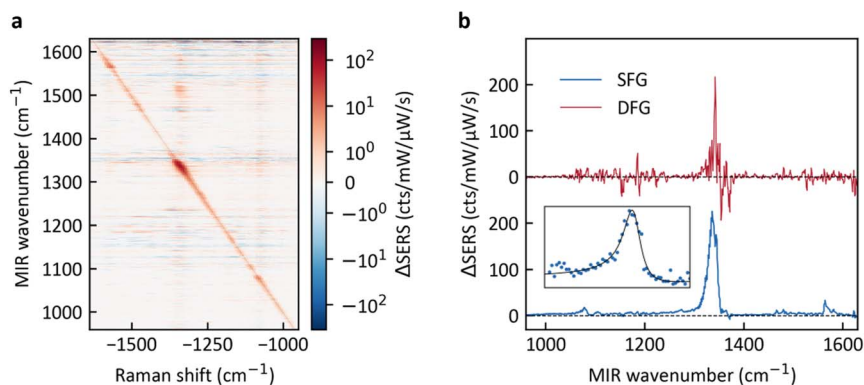 a
1600
1500
1400
1300
1200
1100
1000
MIR wavenumber (cm⁻¹)
−1500 −1250 −1000
Raman shift (cm⁻¹)
10²
10¹
10⁰
0
−10⁰
−10¹
−10²
ΔSERS (cts/mW/μW/s)
b
SFG
DFG
200
100
0
200
100
0
ΔSERS (cts/mW/μW/s)
1000 1200 1400 1600
MIR wavenumber (cm⁻¹)